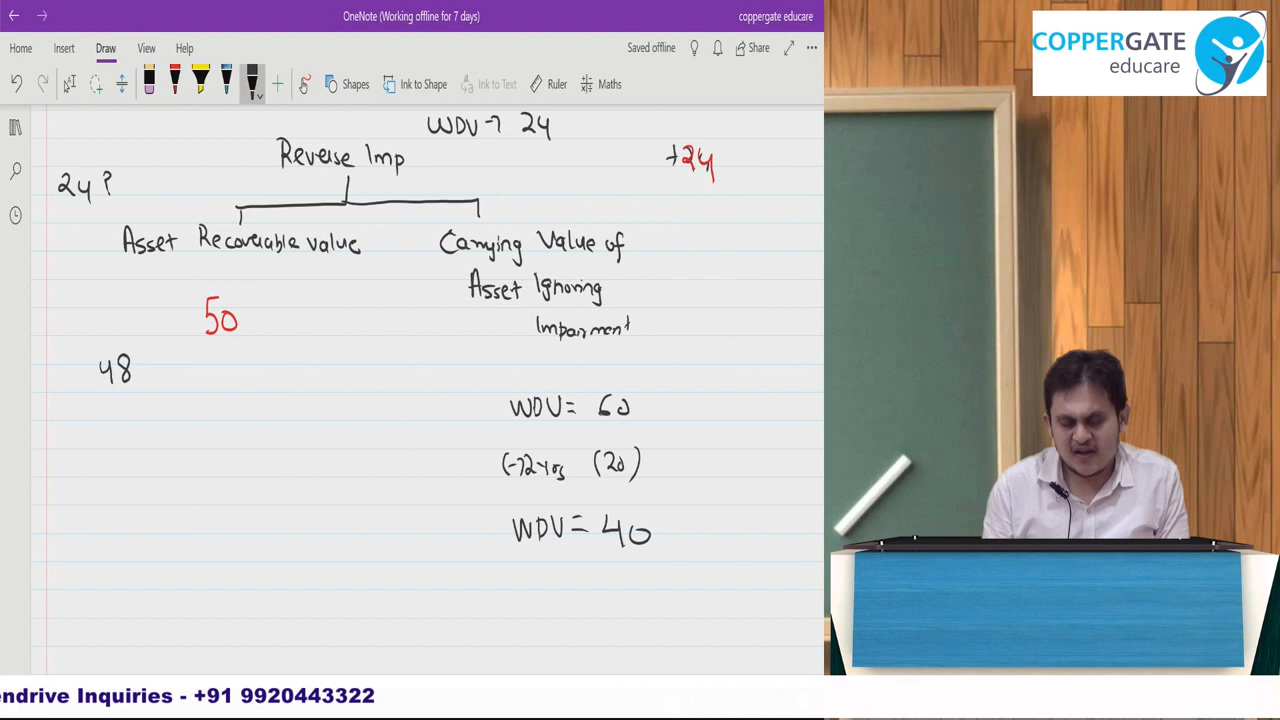 OneNote (Working offline for 7 days)
coppergate educare
Home Insert Draw View Help
Saved offline Share
Shapes Ink to Shape Ink to Text Ruler Maths
COPPERGATE
educare
WDV → 24
Reverse Imp
+24
24 ?
Asset Recoverable value
Carrying Value of
Asset Ignoring
Impairment
50
48
WDV = 60
(-) 2 yrs (20)
WDV = 40
endrive Inquiries - +91 9920443322